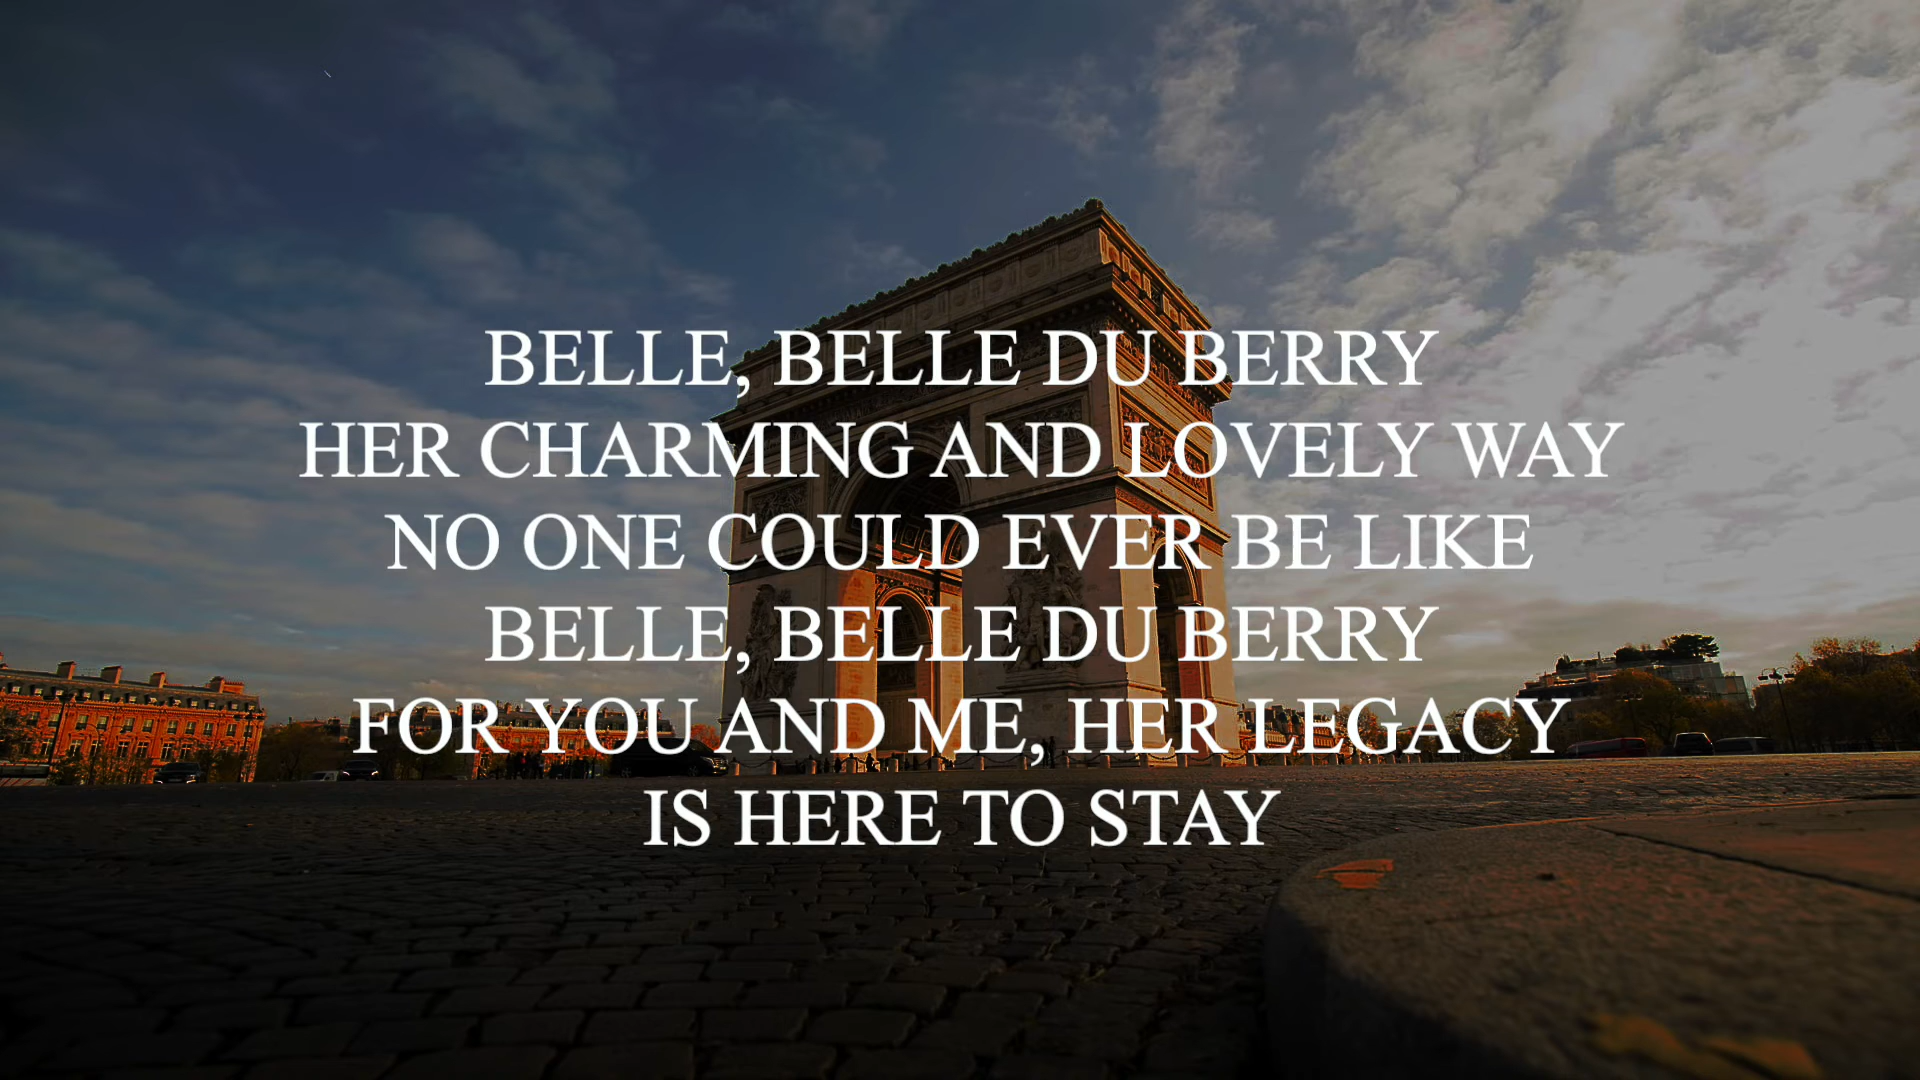 BELLE, BELLE DU BERRY
HER CHARMING AND LOVELY WAY
NO ONE COULD EVER BE LIKE
BELLE, BELLE DU BERRY
FOR YOU AND ME, HER LEGACY
IS HERE TO STAY